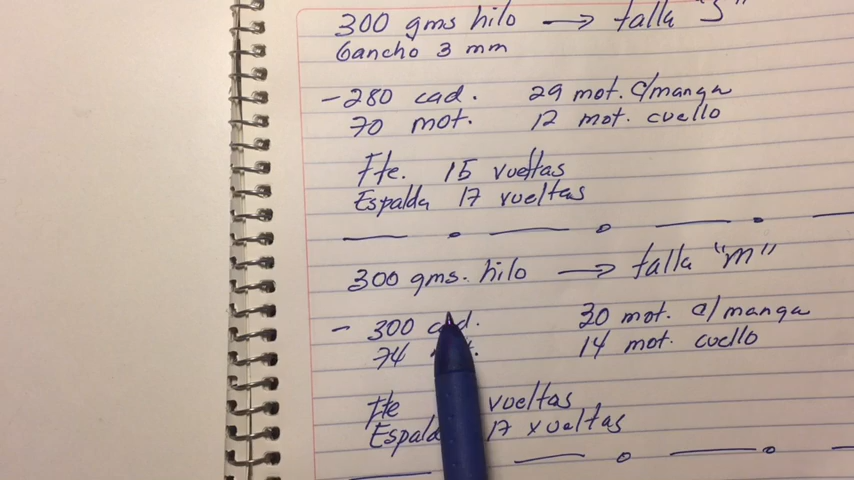 300 gms hilo → talla "S"
Gancho 3 mm
- 280 cad. 29 mot. c/manga
70 mot. 12 mot. cuello
Fte. 15 vueltas
Espalda 17 vueltas
300 gms. hilo → talla "M"
- 300 cad. 30 mot. c/manga
74 14 mot. cuello
Fte vueltas
Espalda 17 vueltas